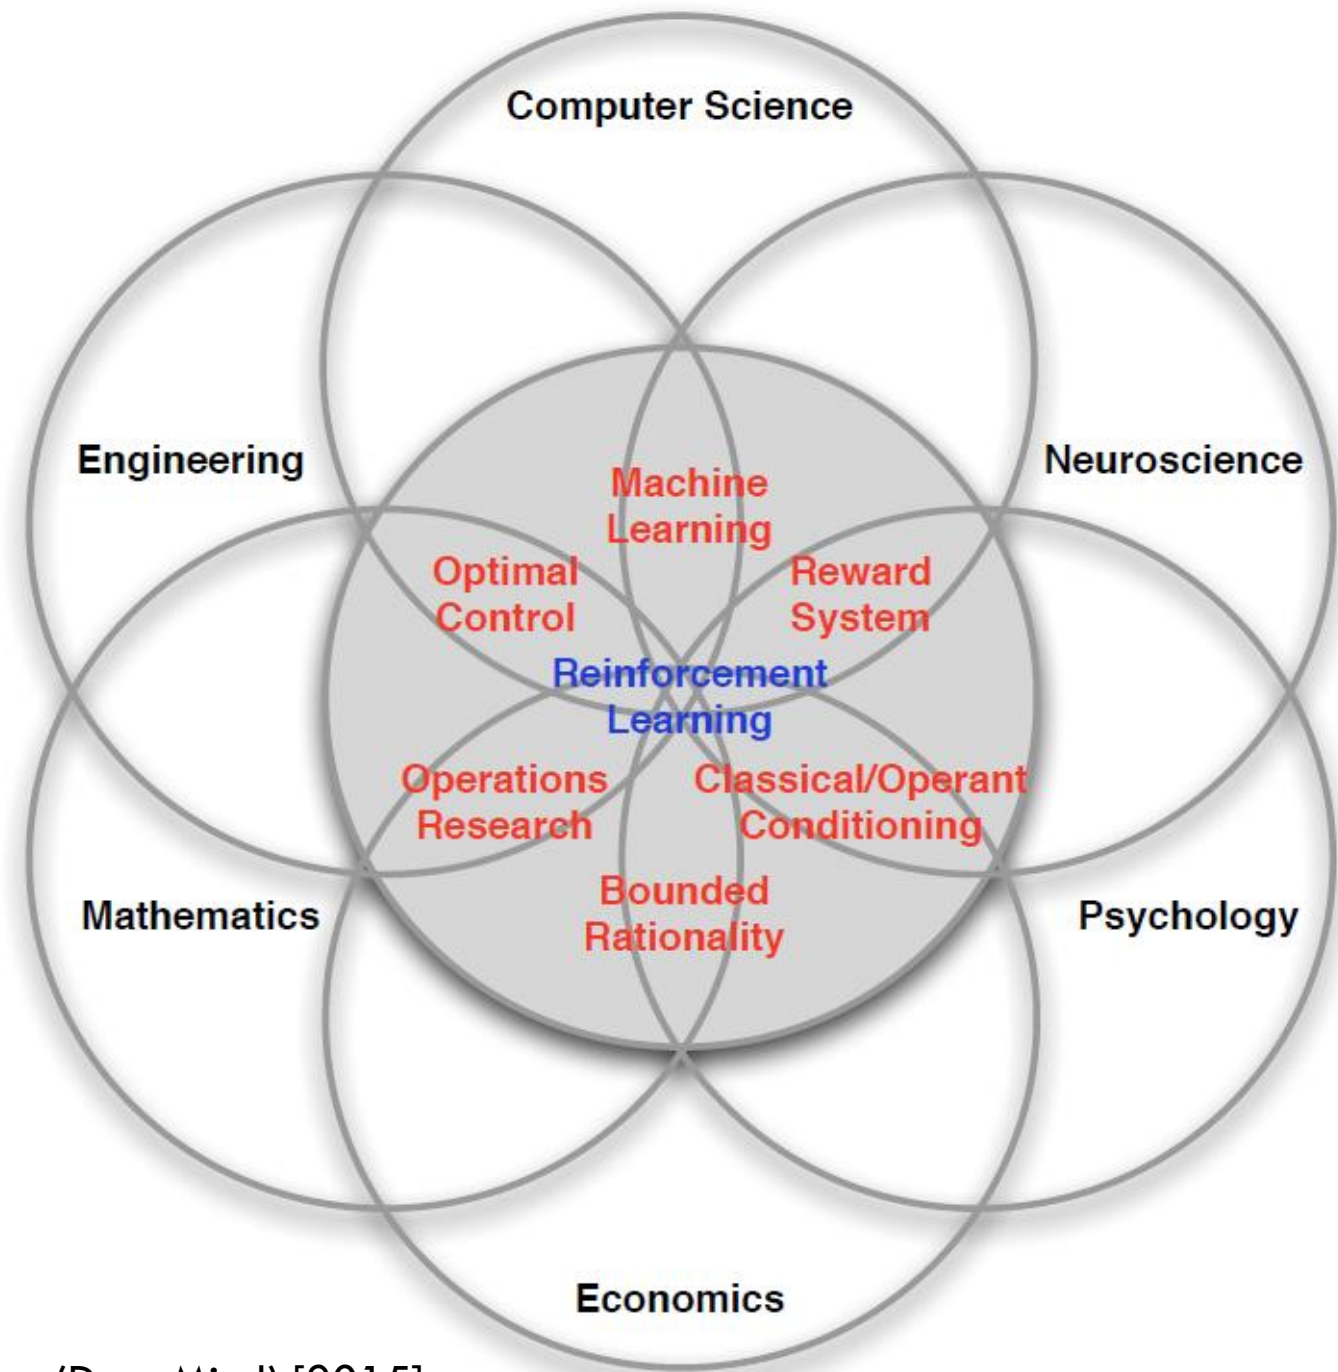 Computer Science
Engineering
Neuroscience
Machine
Learning
Optimal
Control
Reward
System
Reinforcement
Learning
Operations
Research
Classical/Operant
Conditioning
Bounded
Rationality
Mathematics
Psychology
Economics